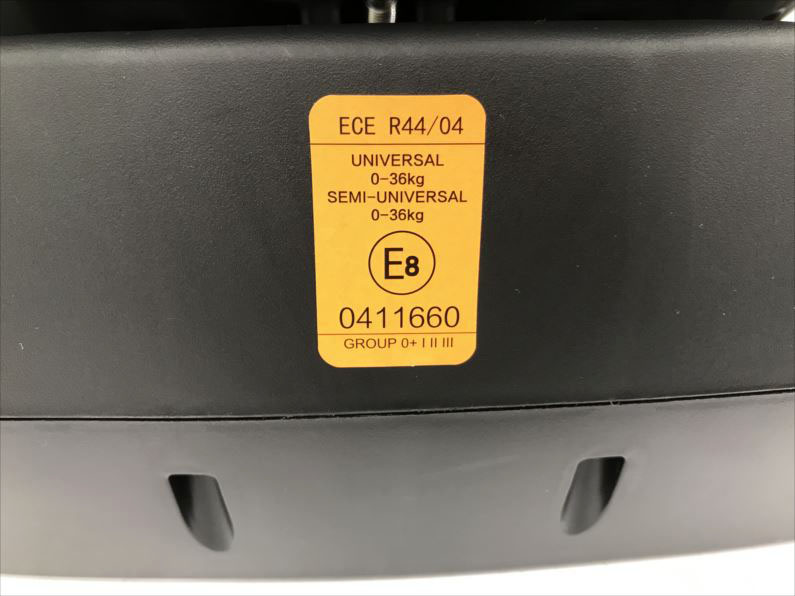 ECE R44/04
UNIVERSAL
0-36kg
SEMI-UNIVERSAL
0-36kg
E8
0411660
GROUP 0+ I II III